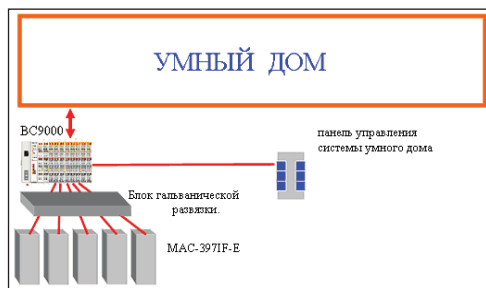 УМНЫЙ ДОМ
BC9000
панель управления
системы умного дома
Блок гальванической
развязки.
MAC-397IF-E